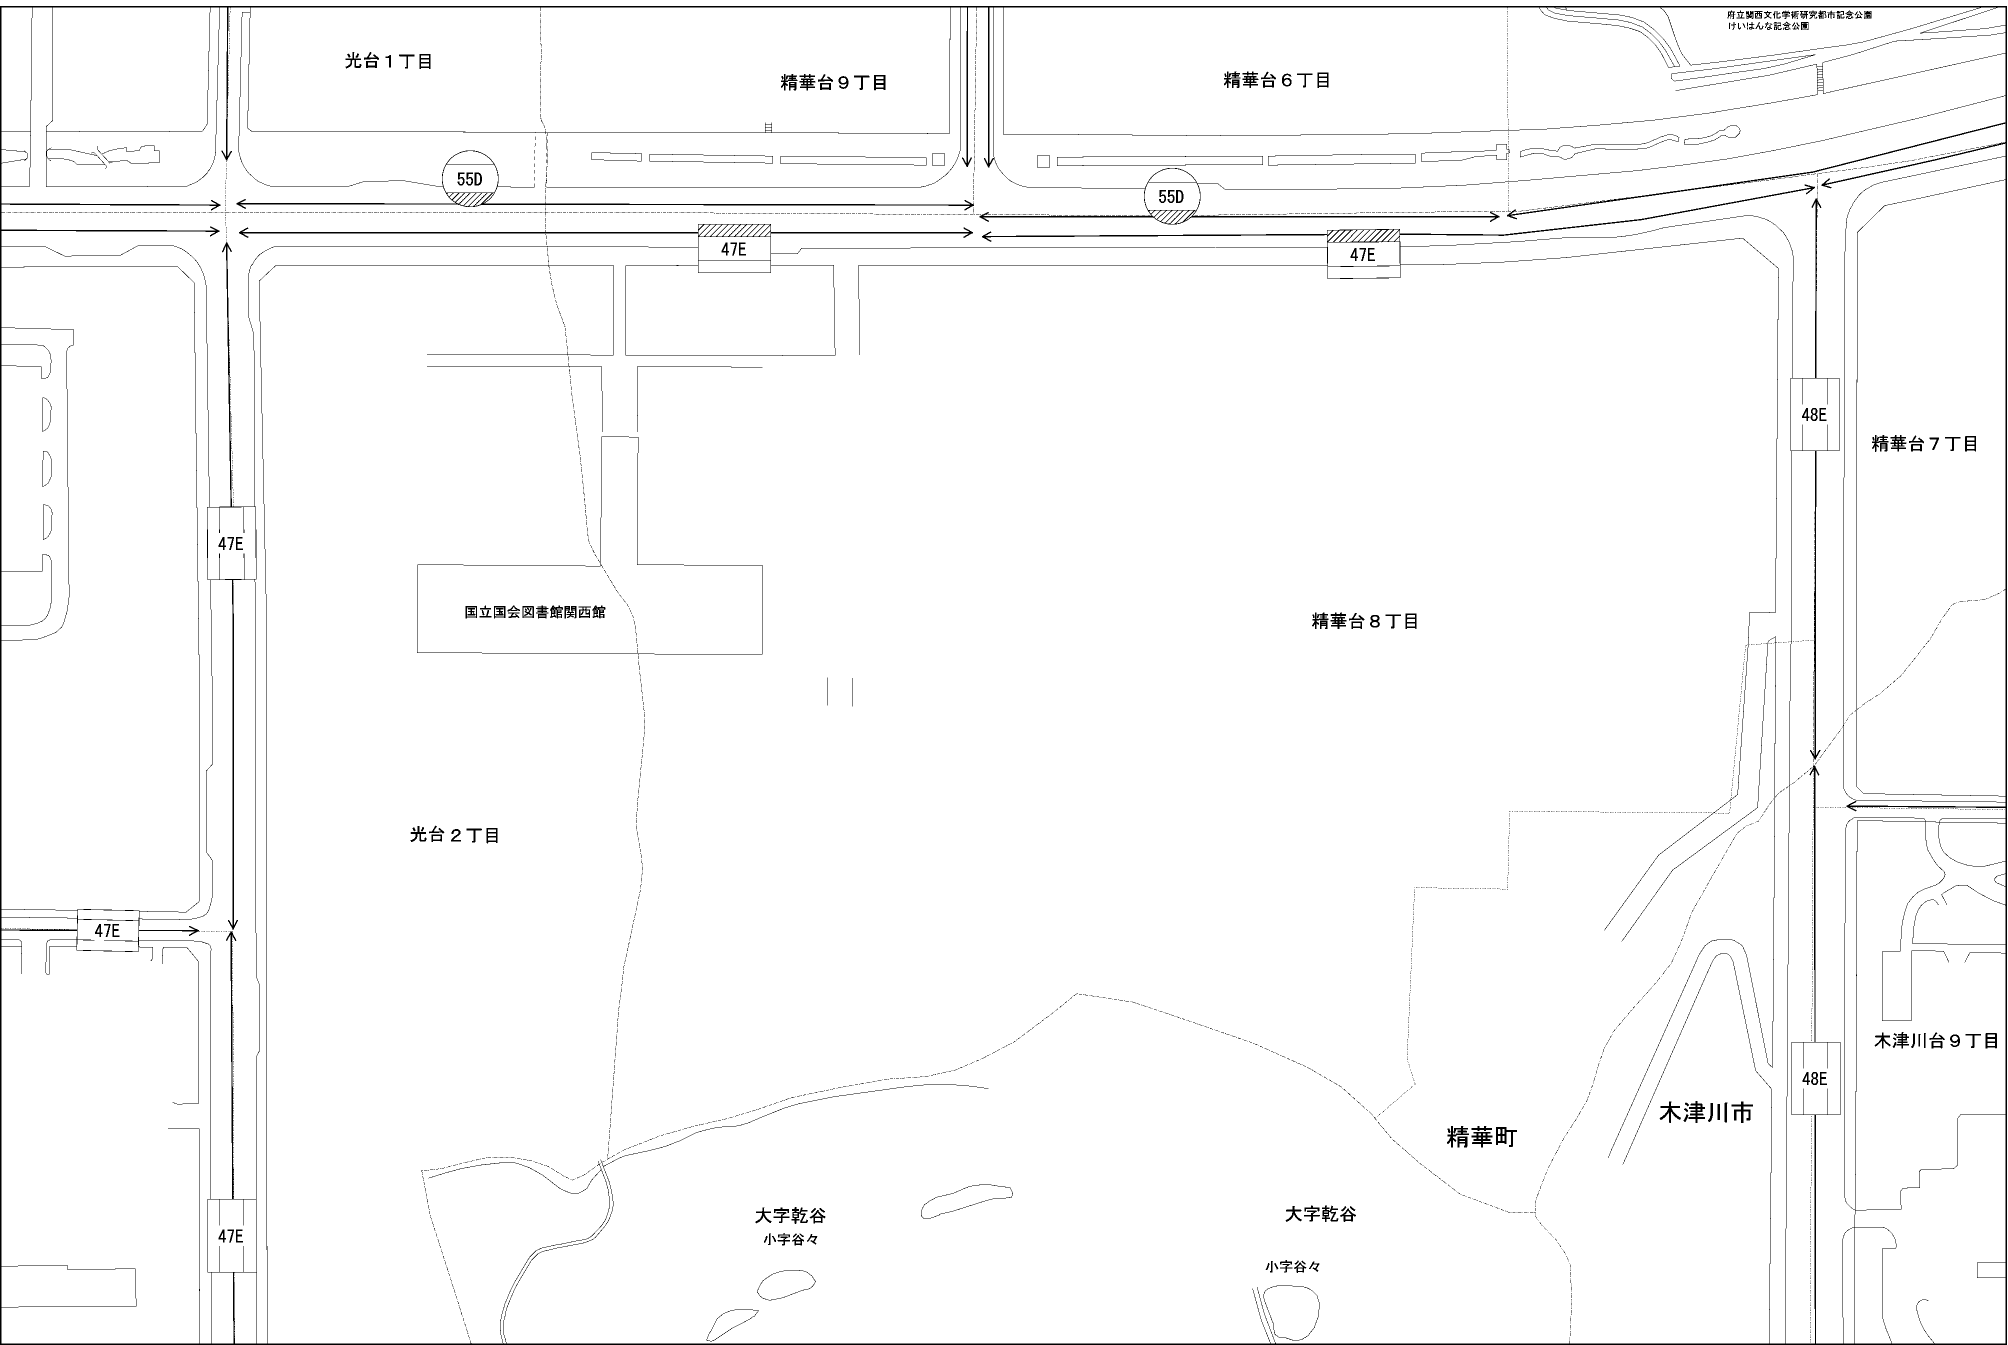 府立関西文化学術研究都市記念公園
けいはんな記念公園
光台１丁目
精華台９丁目
精華台６丁目
55D
55D
47E
47E
48E
精華台７丁目
47E
国立国会図書館関西館
精華台８丁目
光台２丁目
47E
木津川台９丁目
48E
木津川市
精華町
大字乾谷
小字谷々
大字乾谷
小字谷々
47E